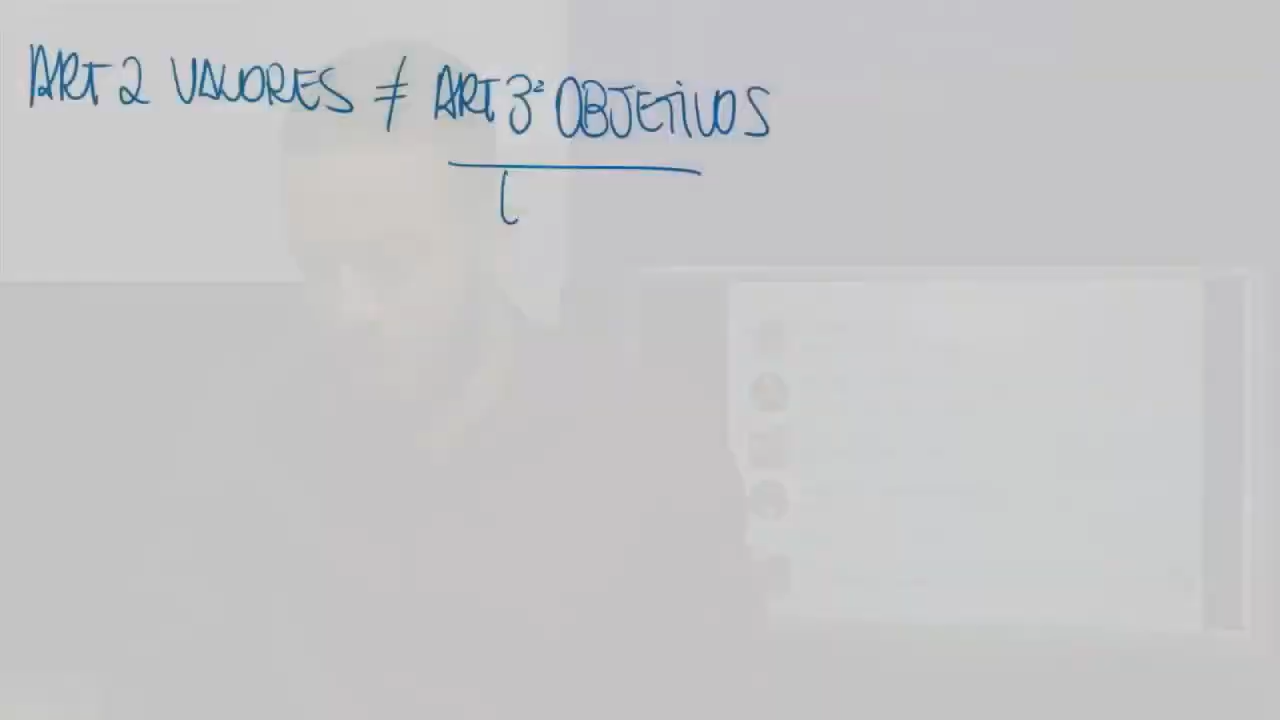 ART 2 VALORES ≠ ART 3º OBJETIVOS